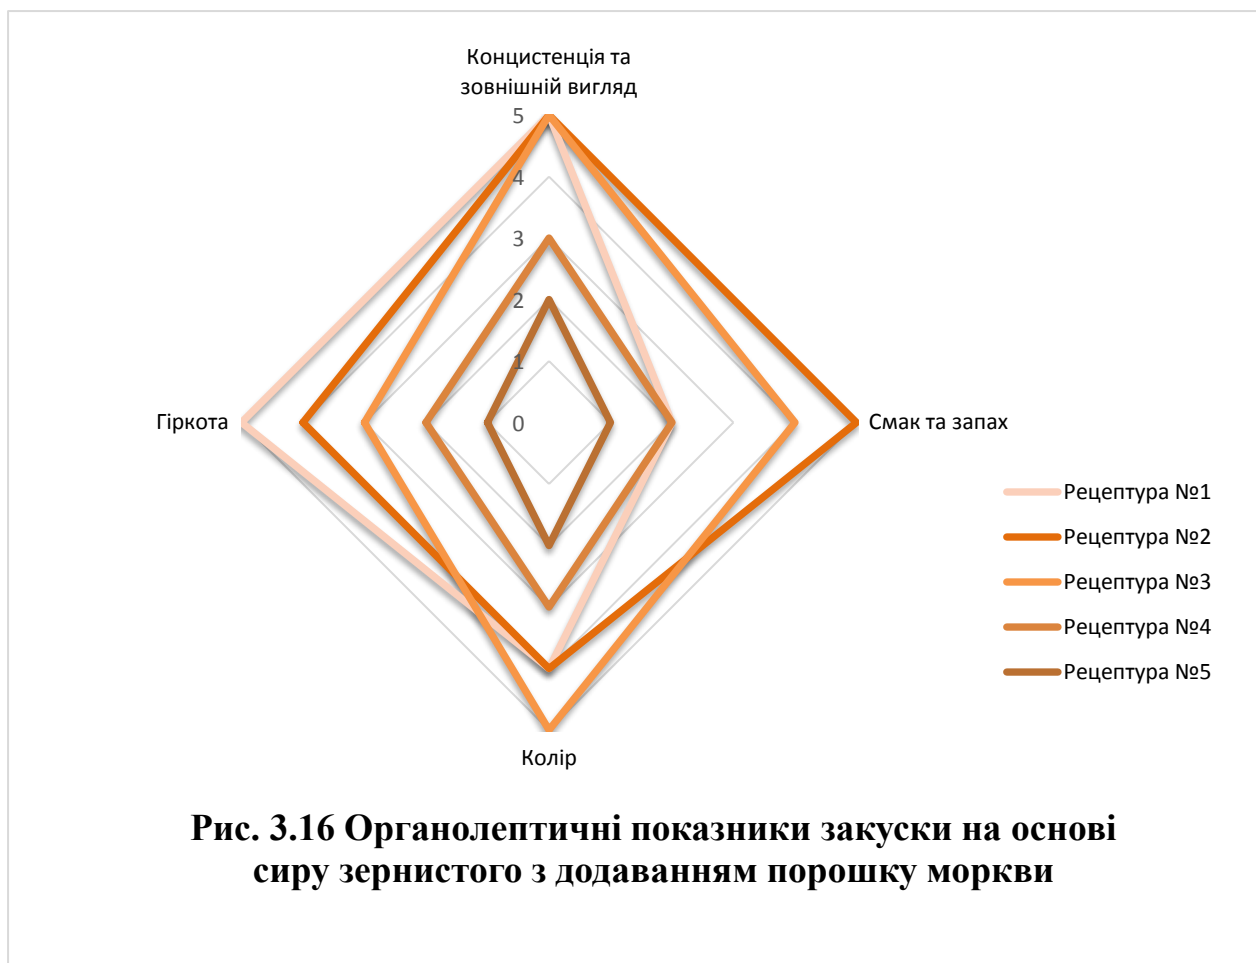 Концистенція та
зовнішній вигляд
5
4
3
2
1
0
Гіркота
Смак та запах
Колір
Рецептура №1
Рецептура №2
Рецептура №3
Рецептура №4
Рецептура №5
Рис. 3.16 Органолептичні показники закуски на основі
сиру зернистого з додаванням порошку моркви